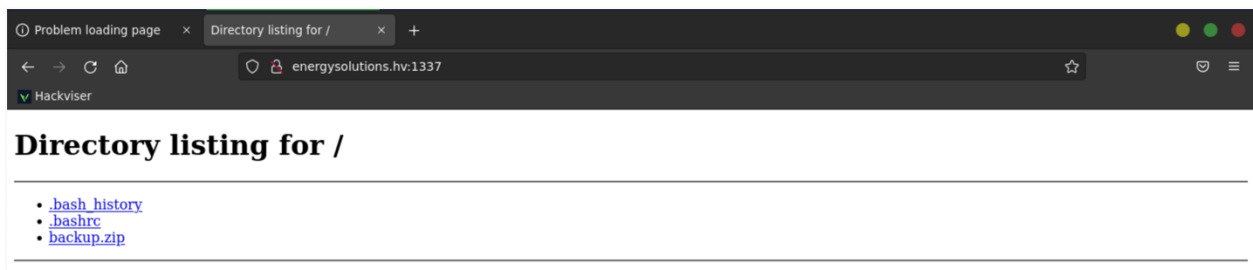 Problem loading page
Directory listing for /
energysolutions.hv:1337
Hackviser
Directory listing for /
.bash_history
.bashrc
backup.zip